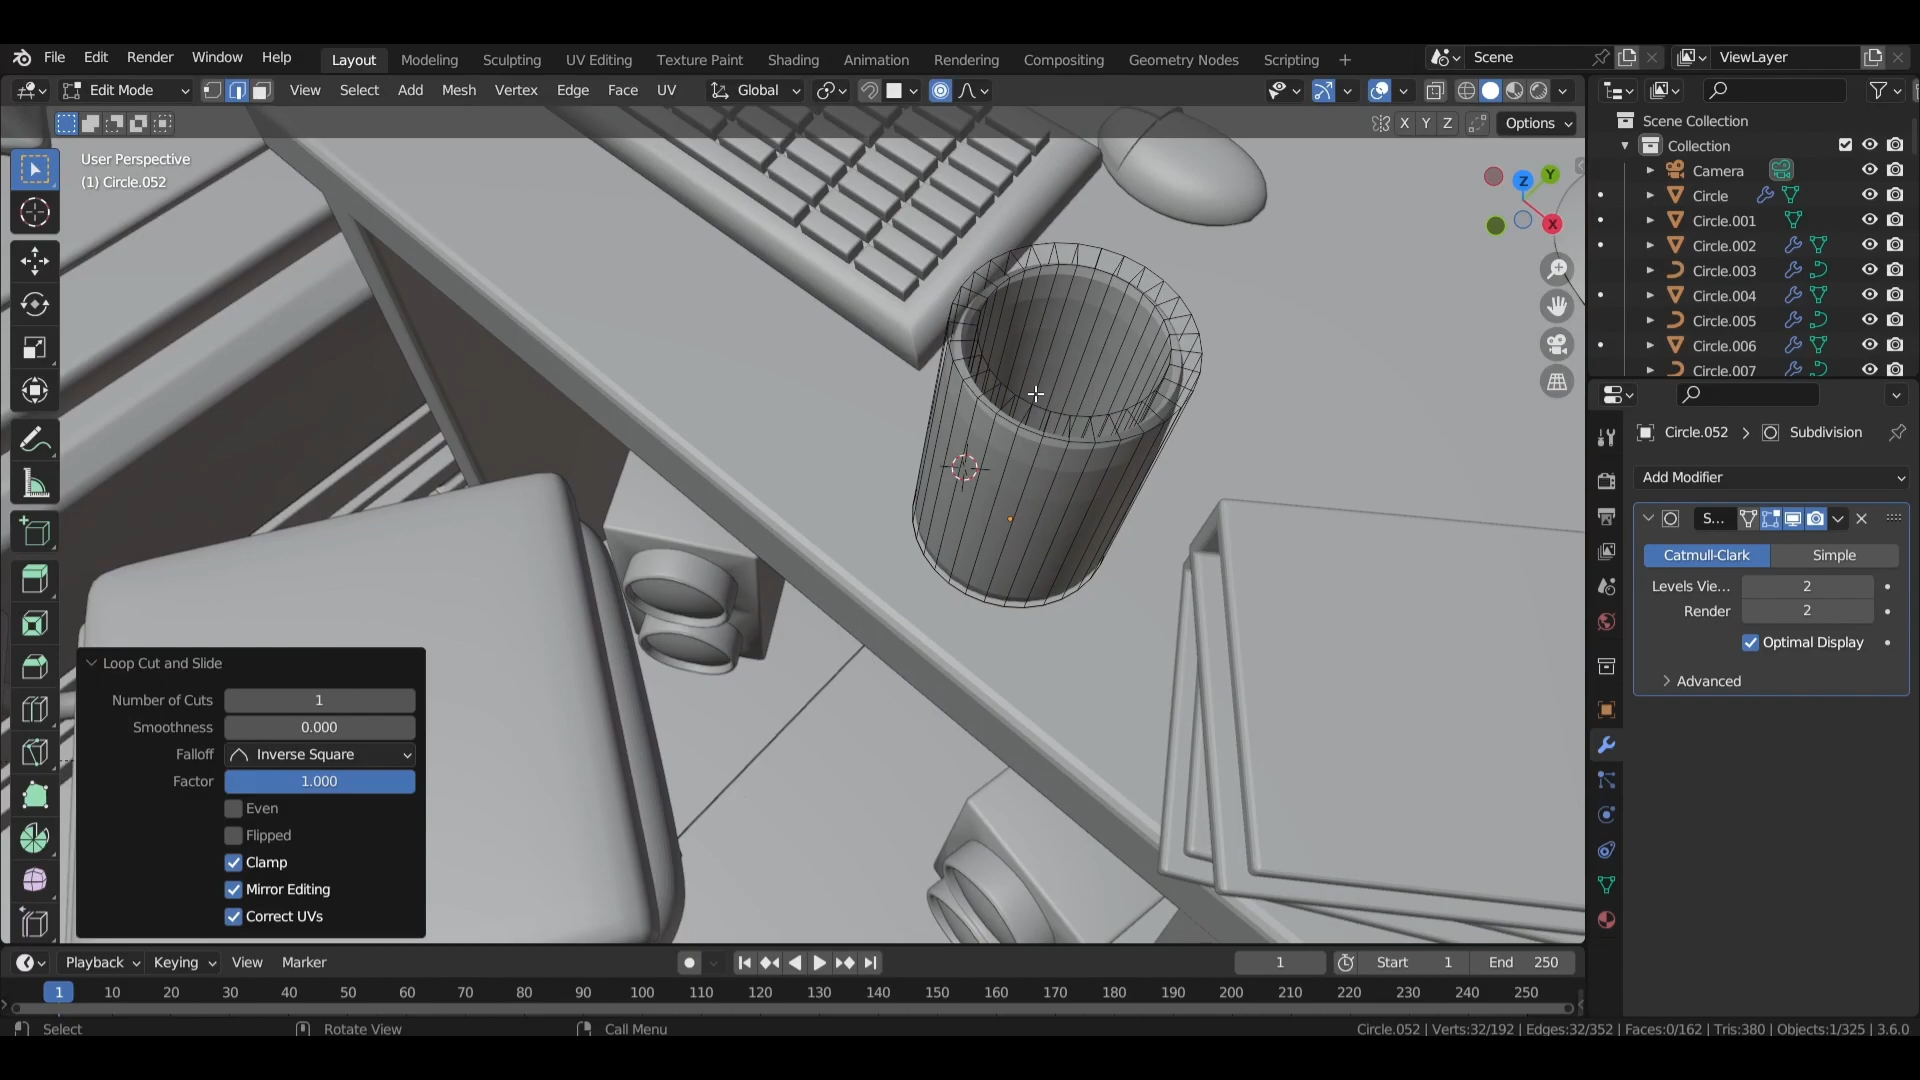 File Edit Render Window Help Layout Modeling Sculpting UV Editing Texture Paint Shading Animation Rendering Compositing Geometry Nodes Scripting + Scene ViewLayer
Edit Mode View Select Add Mesh Vertex Edge Face UV Global
X Y Z Options
User Perspective
(1) Circle.052
Z Y X
Scene Collection
Collection
Camera
Circle
Circle.001
Circle.002
Circle.003
Circle.004
Circle.005
Circle.006
Circle.007
Circle.052 > Subdivision
Add Modifier
S...
Catmull-Clark Simple
Levels Vie... 2
Render 2
Optimal Display
Advanced
Loop Cut and Slide
Number of Cuts 1
Smoothness 0.000
Falloff Inverse Square
Factor 1.000
Even
Flipped
Clamp
Mirror Editing
Correct UVs
Playback Keying View Marker 1 Start 1 End 250
1 10 20 30 40 50 60 70 80 90 100 110 120 130 140 150 160 170 180 190 200 210 220 230 240 250
Select Rotate View Call Menu Circle.052 | Verts:32/192 | Edges:32/352 | Faces:0/162 | Tris:380 | Objects:1/325 | 3.6.0